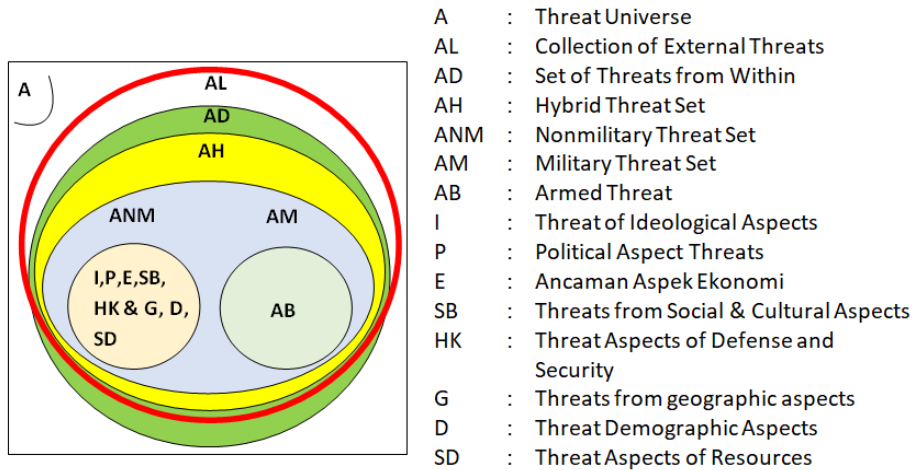 A
AL
AD
AH
ANM AM
I,P,E,SB,
HK & G, D,
SD
AB
A : Threat Universe
AL : Collection of External Threats
AD : Set of Threats from Within
AH : Hybrid Threat Set
ANM : Nonmilitary Threat Set
AM : Military Threat Set
AB : Armed Threat
I : Threat of Ideological Aspects
P : Political Aspect Threats
E : Ancaman Aspek Ekonomi
SB : Threats from Social & Cultural Aspects
HK : Threat Aspects of Defense and
Security
G : Threats from geographic aspects
D : Threat Demographic Aspects
SD : Threat Aspects of Resources